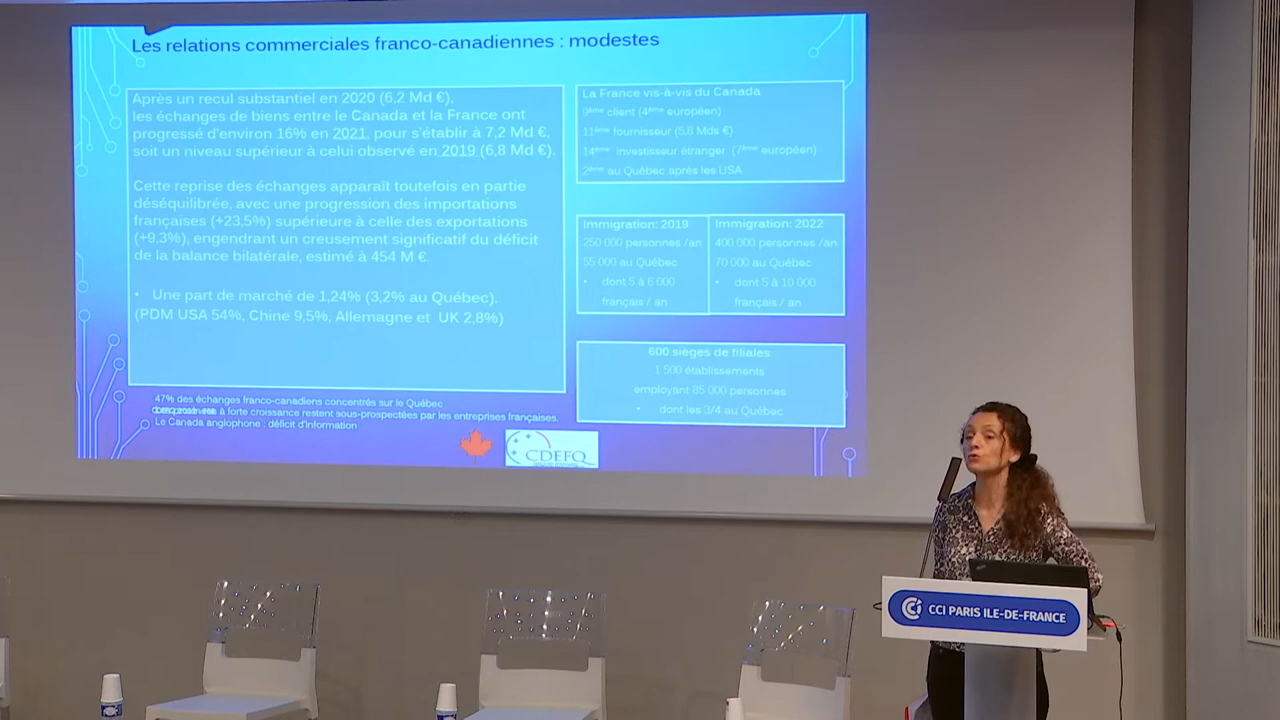 Les relations commerciales franco-canadiennes : modestes
Après un recul substantiel en 2020 (6,2 Md €),
les échanges de biens entre le Canada et la France ont
progressé d'environ 16% en 2021, pour s'établir à 7,2 Md €,
soit un niveau supérieur à celui observé en 2019 (6,8 Md €).
Cette reprise des échanges apparaît toutefois en partie
déséquilibrée, avec une progression des importations
françaises (+23,5%) supérieure à celle des exportations
(+9,3%), engendrant un creusement significatif du déficit
de la balance bilatérale, estimé à 454 M €.
• Une part de marché de 1,24% (3,2% au Québec).
(PDM USA 54%, Chine 9,5%, Allemagne et UK 2,8%)
La France vis-à-vis du Canada
9ème client (4ème européen)
11ème fournisseur (5,8 Mds €)
14ème investisseur étranger (7ème européen)
2ème au Québec après les USA
Immigration: 2019
250 000 personnes /an
55 000 au Québec
• dont 5 à 6 000
français / an
Immigration: 2022
400 000 personnes /an
70 000 au Québec
• dont 5 à 10 000
français / an
600 sièges de filiales
1 500 établissements
employant 85 000 personnes
• dont les 3/4 au Québec
47% des échanges franco-canadiens concentrés sur le Québec
à forte croissance restent sous-prospectées par les entreprises françaises.
Le Canada anglophone : déficit d'information
CDEFQ
CCI PARIS ILE-DE-FRANCE